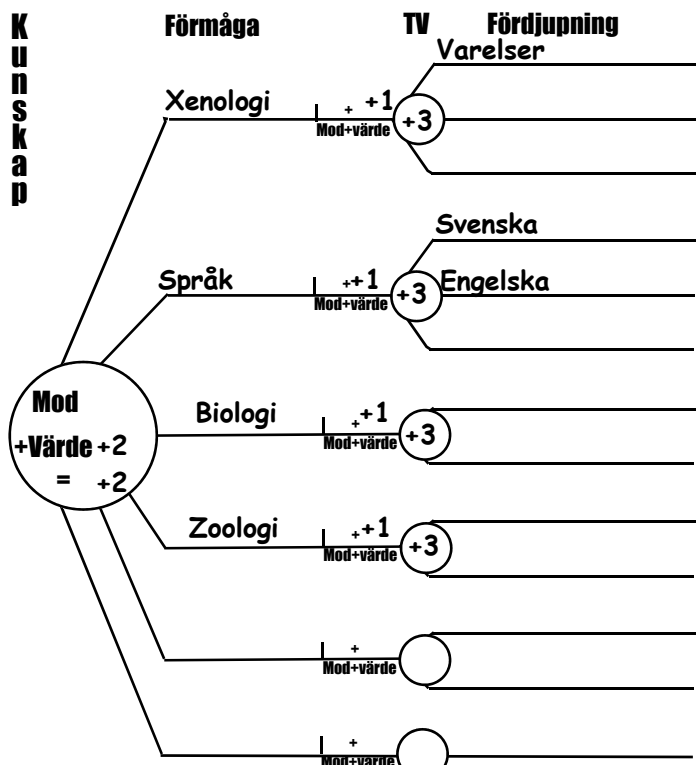 Kunskap
Förmåga TV Fördjupning
Varelser
Xenologi + +1 +3
Mod+värde
Svenska
Språk ++1 +3 Engelska
Mod+värde
Mod
+Värde +2
= +2
Biologi ++1 +3
Mod+värde
Zoologi ++1 +3
Mod+värde
+
Mod+värde
+
Mod+värde